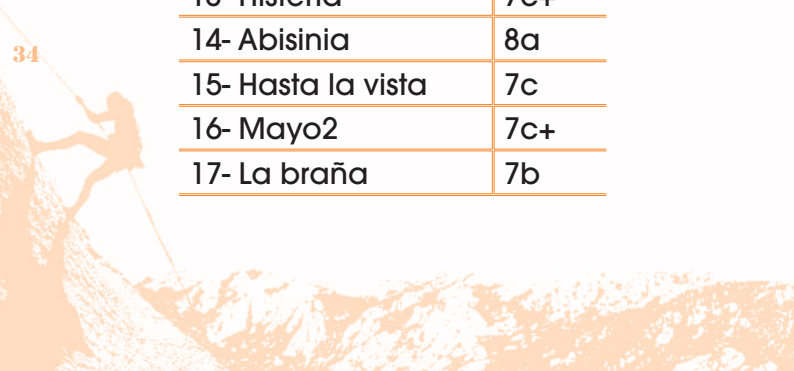 14- Abisinia 8a
34
15- Hasta la vista 7c
16- Mayo2 7c+
17- La braña 7b